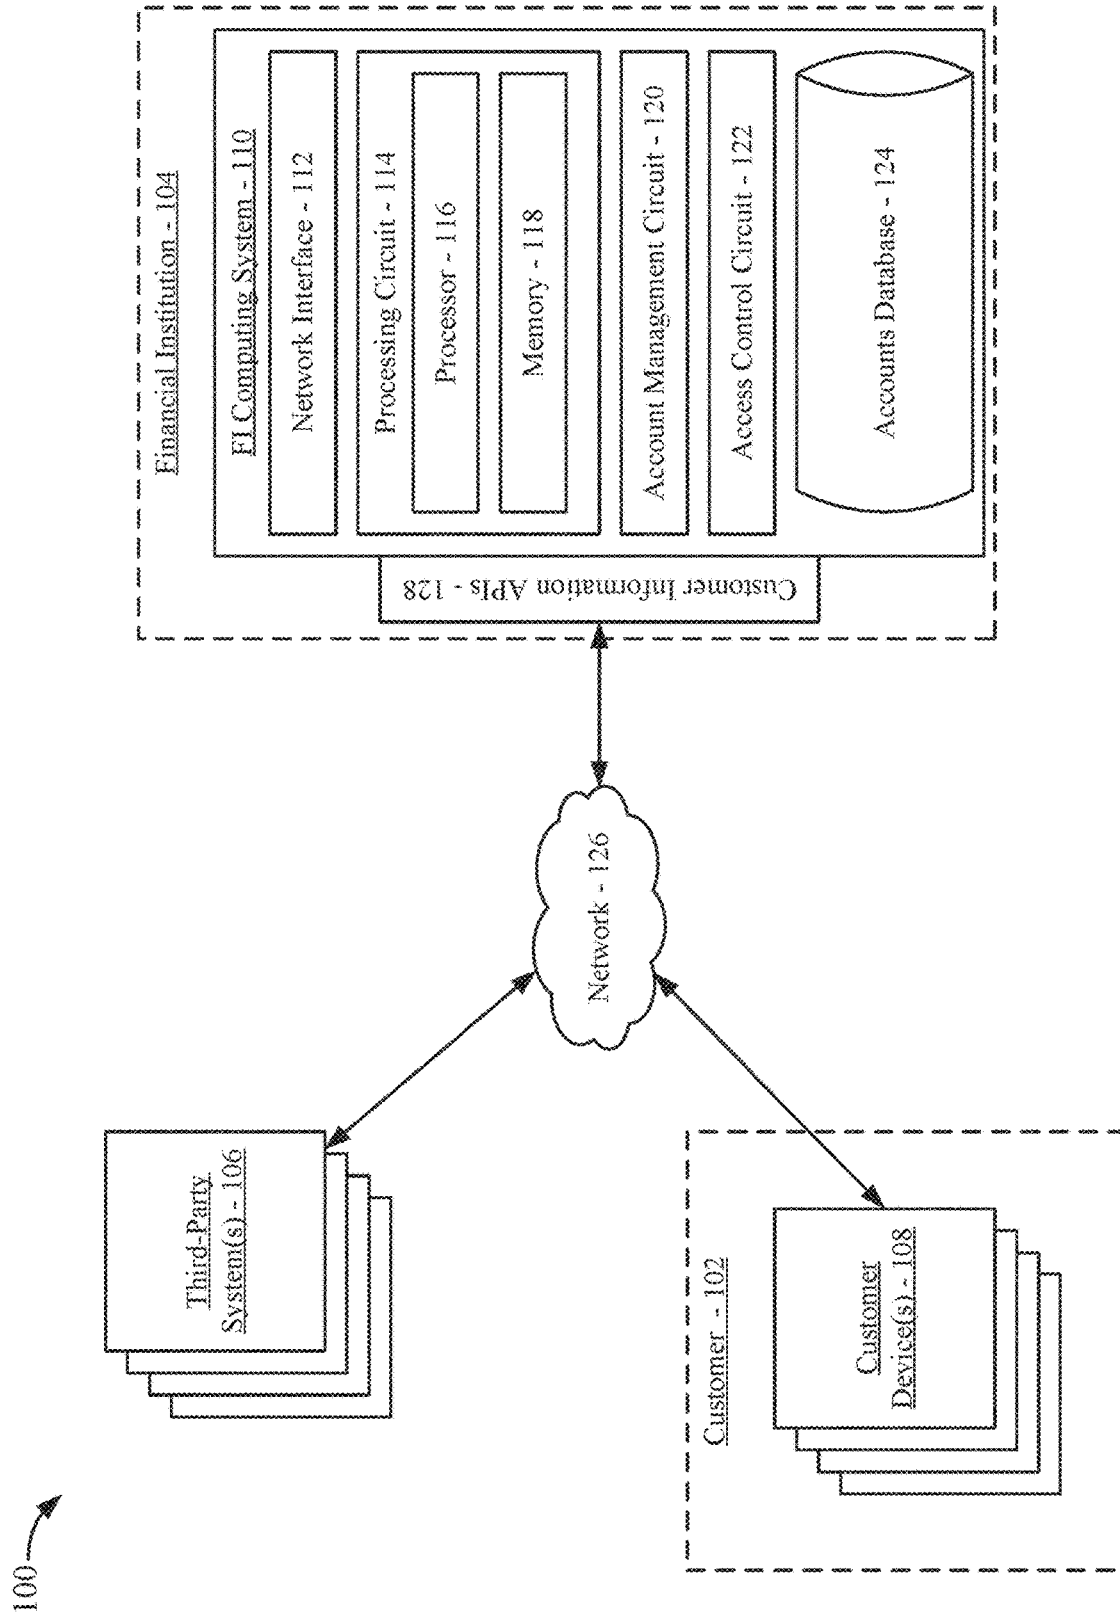 100
Third-Party
System(s) - 106
Customer - 102
Customer
Device(s) - 108
Network - 126
Financial Institution - 104
Customer Information APIs - 128
FI Computing System - 110
Network Interface - 112
Processing Circuit - 114
Processor - 116
Memory - 118
Account Management Circuit - 120
Access Control Circuit - 122
Accounts Database - 124